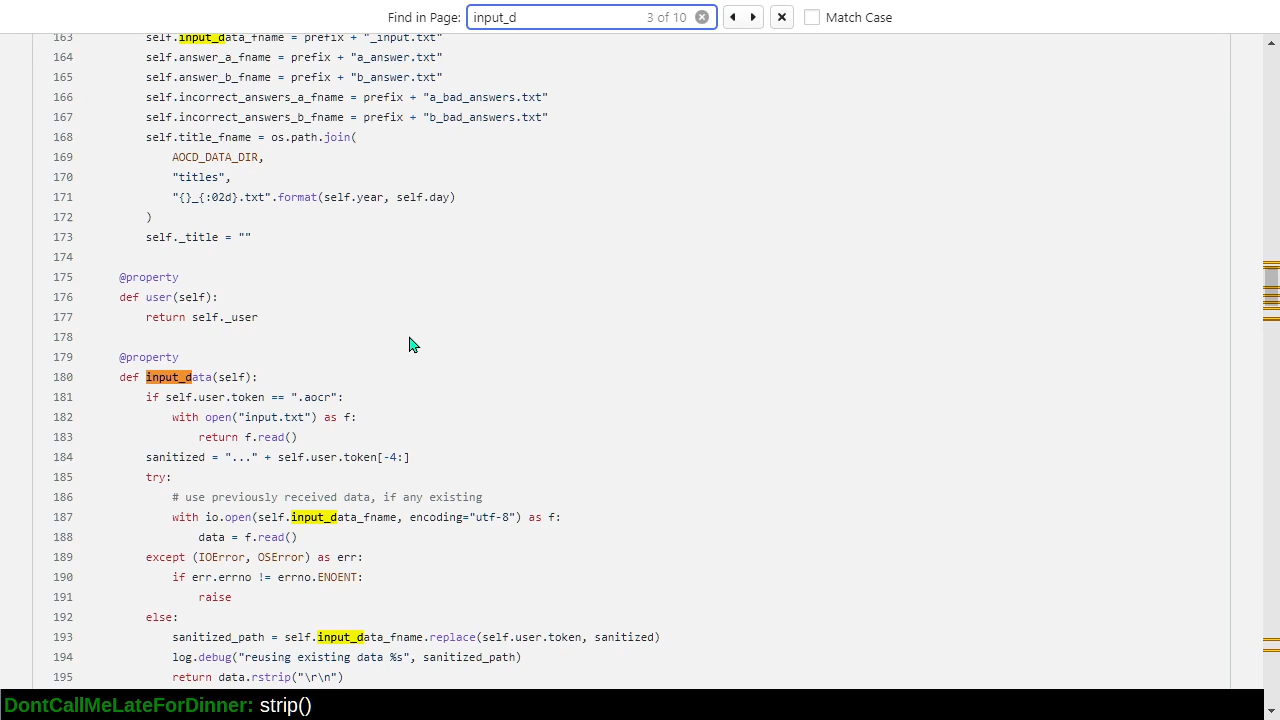 Find in Page: input_d 3 of 10 Match Case
163 self.input_data_fname = prefix + "_input.txt"
164 self.answer_a_fname = prefix + "a_answer.txt"
165 self.answer_b_fname = prefix + "b_answer.txt"
166 self.incorrect_answers_a_fname = prefix + "a_bad_answers.txt"
167 self.incorrect_answers_b_fname = prefix + "b_bad_answers.txt"
168 self.title_fname = os.path.join(
169 AOCD_DATA_DIR,
170 "titles",
171 "{}_{:02d}.txt".format(self.year, self.day)
172 )
173 self._title = ""
174
175 @property
176 def user(self):
177 return self._user
178
179 @property
180 def input_data(self):
181 if self.user.token == ".aocr":
182 with open("input.txt") as f:
183 return f.read()
184 sanitized = "..." + self.user.token[-4:]
185 try:
186 # use previously received data, if any existing
187 with io.open(self.input_data_fname, encoding="utf-8") as f:
188 data = f.read()
189 except (IOError, OSError) as err:
190 if err.errno != errno.ENOENT:
191 raise
192 else:
193 sanitized_path = self.input_data_fname.replace(self.user.token, sanitized)
194 log.debug("reusing existing data %s", sanitized_path)
195 return data.rstrip("\r\n")
DontCallMeLateForDinner: strip()